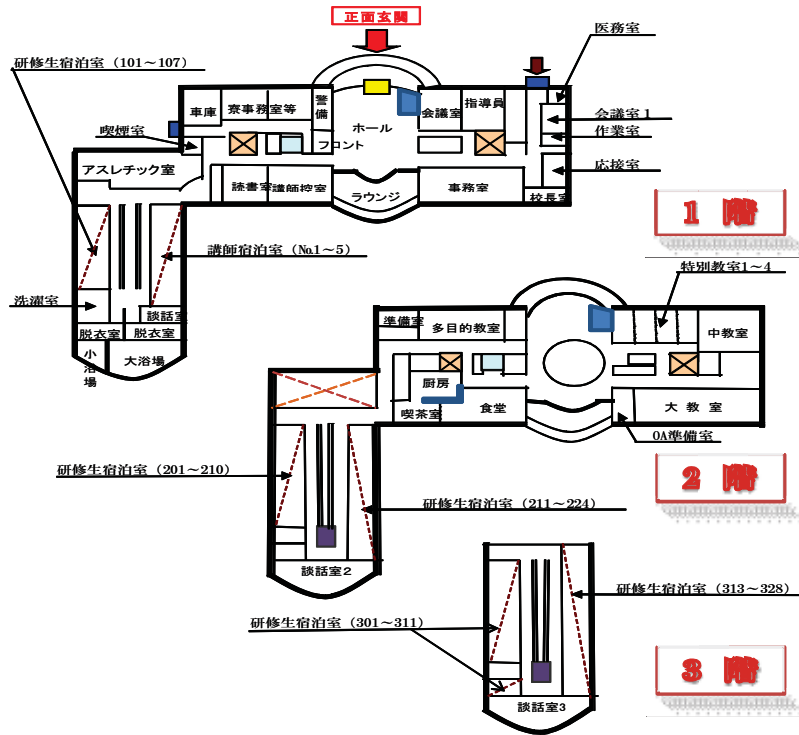 正面玄関
医務室
研修生宿泊室（101～107）
車庫
寮事務室等
警備
会議室
指導員
会議室１
ホール
喫煙室
フロント
作業室
アスレチック室
応接室
読書室
講師控室
ラウンジ
事務室
校長室
１ 階
講師宿泊室（No.1～5）
特別教室1～4
洗濯室
談話室
脱衣室
脱衣室
小浴場
大浴場
準備室
多目的教室
中教室
厨房
喫茶室
食堂
大 教 室
OA準備室
研修生宿泊室（201～210）
２ 階
研修生宿泊室（211～224）
談話室２
研修生宿泊室（313～328）
研修生宿泊室（301～311）
３ 階
談話室3